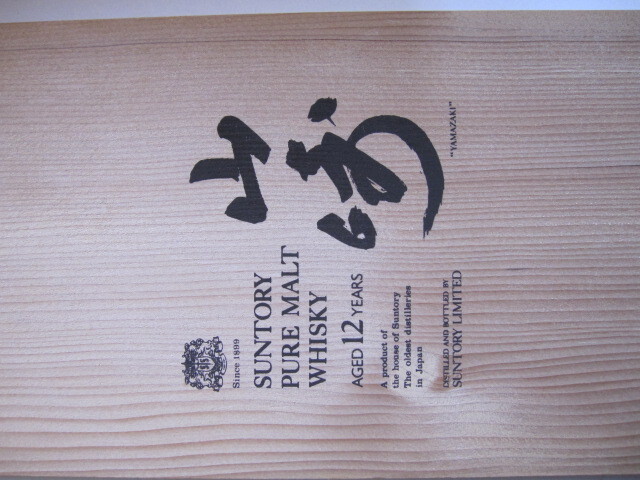 山崎
"YAMAZAKI"
Since 1899
SUNTORY
PURE MALT
WHISKY
AGED 12 YEARS
A product of
the house of Suntory
The oldest distilleries
in Japan
DISTILLED AND BOTTLED BY
SUNTORY LIMITED